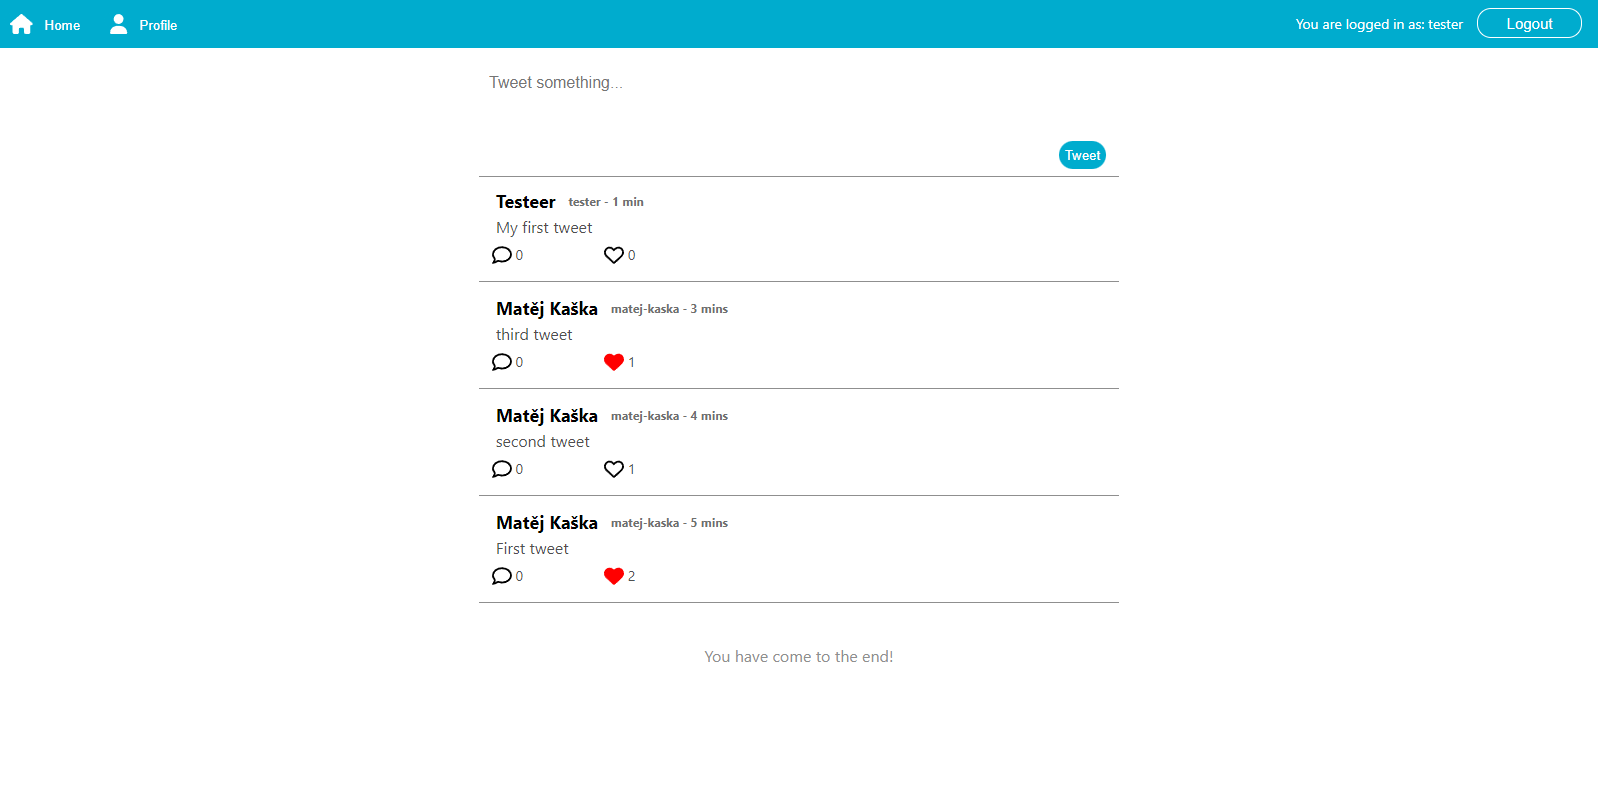 Home Profile You are logged in as: tester Logout
Tweet something...
Tweet
Testeer tester - 1 min
My first tweet
0 0
Matěj Kaška matej-kaska - 3 mins
third tweet
0 1
Matěj Kaška matej-kaska - 4 mins
second tweet
0 1
Matěj Kaška matej-kaska - 5 mins
First tweet
0 2
You have come to the end!